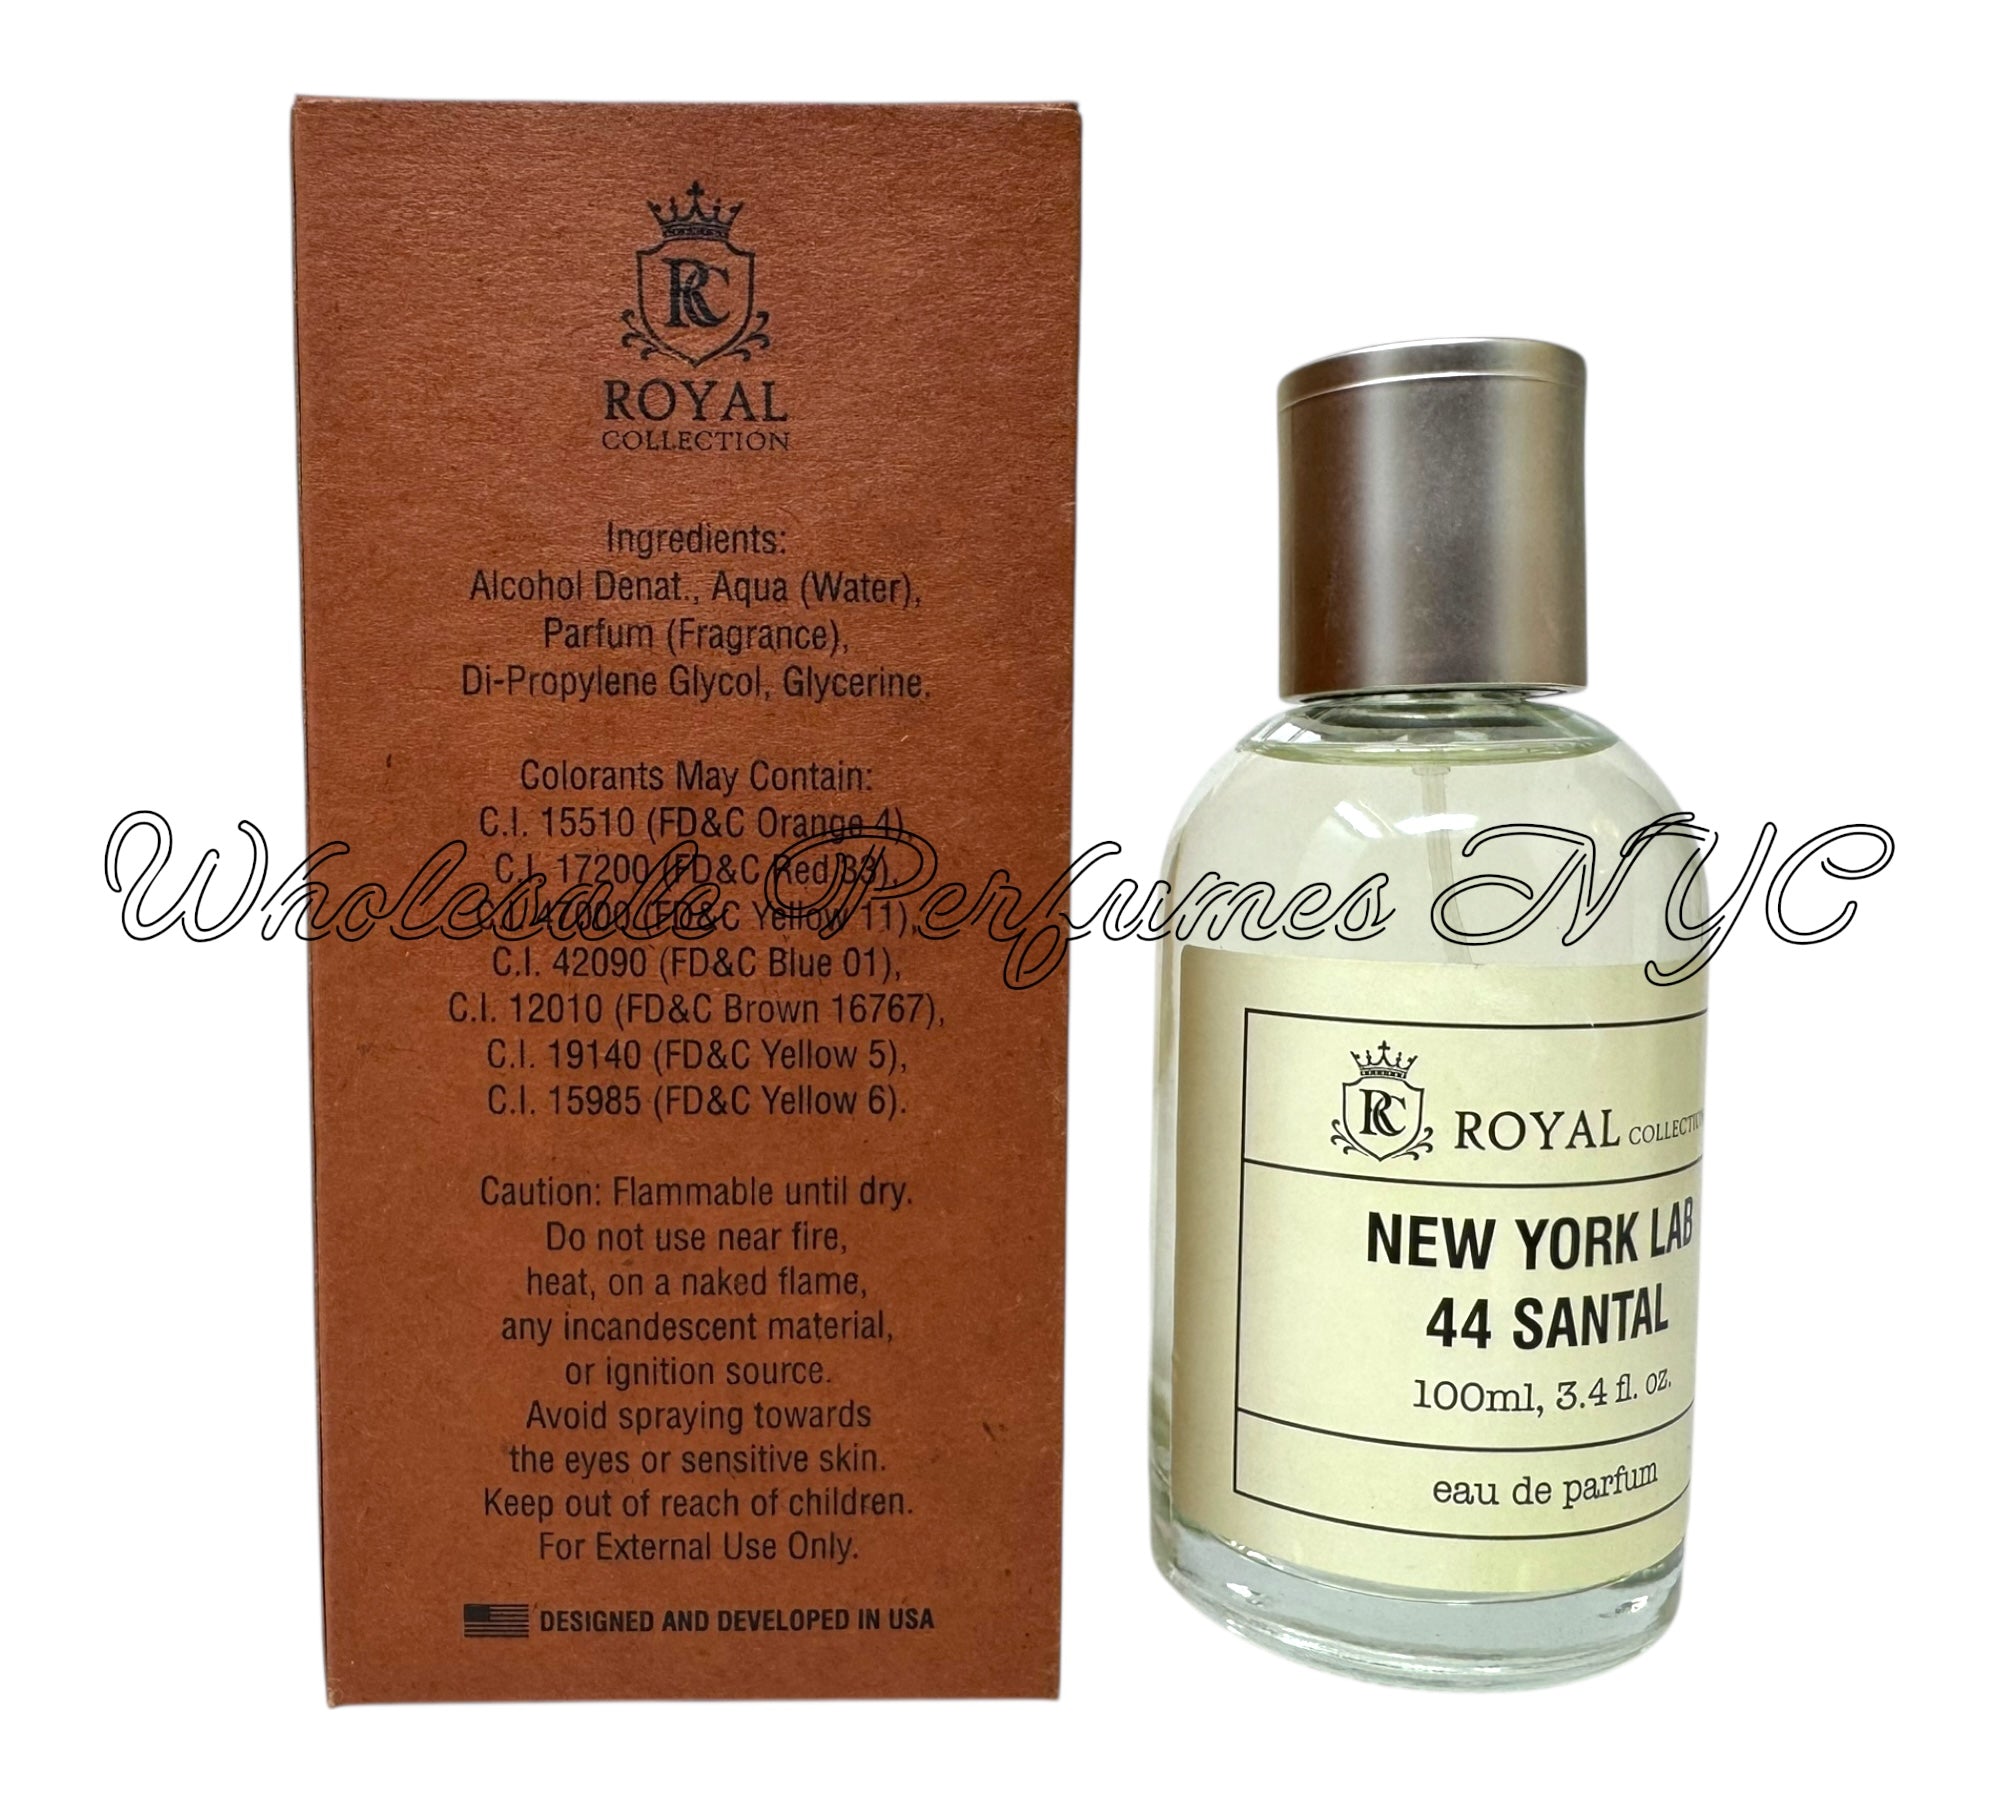 RC
ROYAL
COLLECTION
Ingredients:
Alcohol Denat., Aqua (Water),
Parfum (Fragrance),
Di-Propylene Glycol, Glycerine.
Colorants May Contain:
C.I. 15510 (FD&C Orange 4),
C.I. 17200 (FD&C Red 33),
C.I. 47000 (FD&C Yellow 11),
C.I. 42090 (FD&C Blue 01),
C.I. 12010 (FD&C Brown 16767),
C.I. 19140 (FD&C Yellow 5),
C.I. 15985 (FD&C Yellow 6).
Caution: Flammable until dry.
Do not use near fire,
heat, on a naked flame,
any incandescent material,
or ignition source.
Avoid spraying towards
the eyes or sensitive skin.
Keep out of reach of children.
For External Use Only.
DESIGNED AND DEVELOPED IN USA
Wholesale Perfumes NYC
RC ROYAL COLLECTION
NEW YORK LAB
44 SANTAL
100ml, 3.4 fl. oz.
eau de parfum